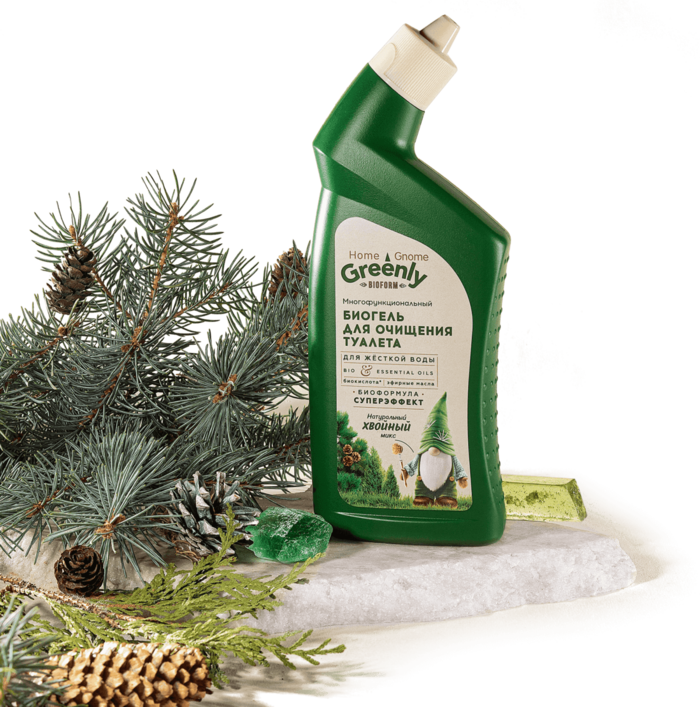 Home Gnome
Greenly
BIOFORM
Многофункциональный
БИОГЕЛЬ
ДЛЯ ОЧИЩЕНИЯ
ТУАЛЕТА
ДЛЯ ЖЁСТКОЙ ВОДЫ
BIO & ESSENTIAL OILS
биокислота* эфирные масла
• БИОФОРМУЛА •
СУПЕРЭФФЕКТ
Натуральный
ХВОЙНЫЙ
микс